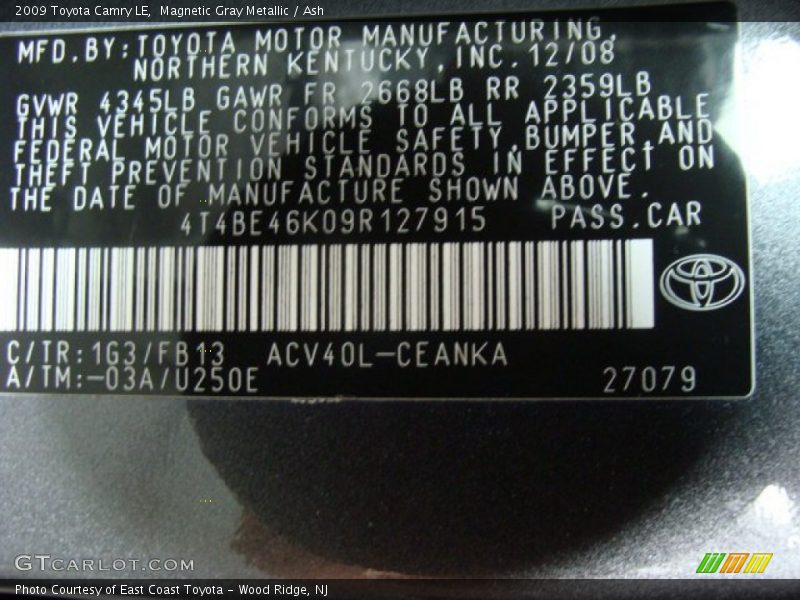 2009 Toyota Camry LE,  Magnetic Gray Metallic / Ash
MFD.BY:TOYOTA MOTOR MANUFACTURING,
NORTHERN KENTUCKY,INC.12/08
GVWR 4345LB GAWR FR 2668LB RR 2359LB
THIS VEHICLE CONFORMS TO ALL APPLICABLE
FEDERAL MOTOR VEHICLE SAFETY,BUMPER,AND
THEFT PREVENTION STANDARDS IN EFFECT ON
THE DATE OF MANUFACTURE SHOWN ABOVE.
4T4BE46K09R127915 PASS.CAR
C/TR:1G3/FB13 ACV40L-CEANKA
A/TM:-03A/U250E 27079
GTCARLOT.COM
Photo Courtesy of East Coast Toyota - Wood Ridge, NJ